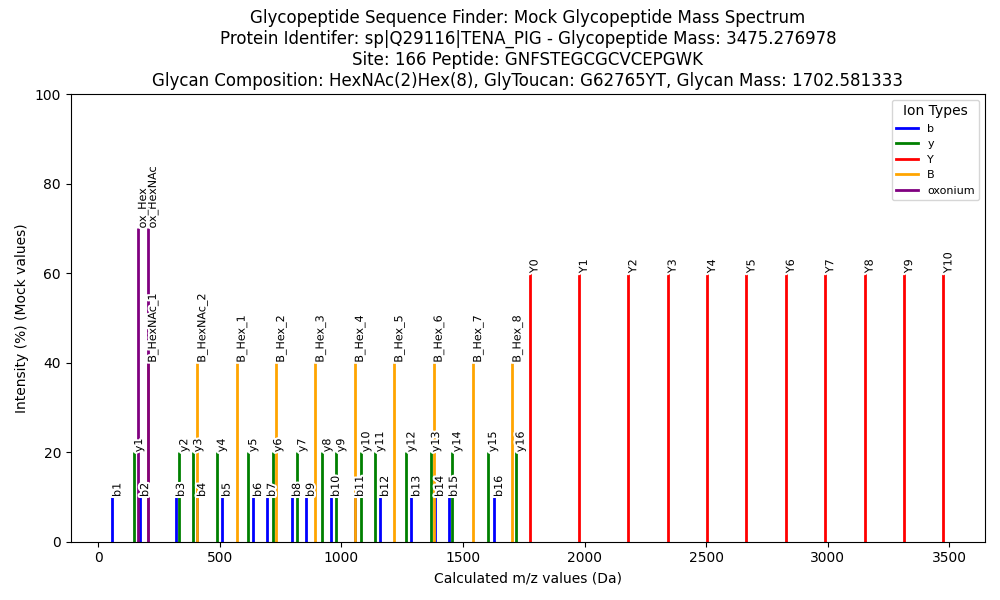 Glycopeptide Sequence Finder: Mock Glycopeptide Mass Spectrum
Protein Identifer: sp|Q29116|TENA_PIG - Glycopeptide Mass: 3475.276978
Site: 166 Peptide: GNFSTEGCGCVCEPGWK
Glycan Composition: HexNAc(2)Hex(8), GlyToucan: G62765YT, Glycan Mass: 1702.581333
Intensity (%) (Mock values)
100
80
60
40
20
0
Ion Types
b
y
Y
B
oxonium
ox_Hex
ox_HexNAc
Y0
Y1
Y2
Y3
Y4
Y5
Y6
Y7
Y8
Y9
Y10
B_HexNAc_1
B_HexNAc_2
B_Hex_1
B_Hex_2
B_Hex_3
B_Hex_4
B_Hex_5
B_Hex_6
B_Hex_7
B_Hex_8
y1
y2
y3
y4
y5
y6
y7
y8
y9
y10
y11
y12
y13
y14
y15
y16
b1
b2
b3
b4
b5
b6
b7
b8
b9
b10
b11
b12
b13
b14
b15
b16
0
500
1000
1500
2000
2500
3000
3500
Calculated m/z values (Da)